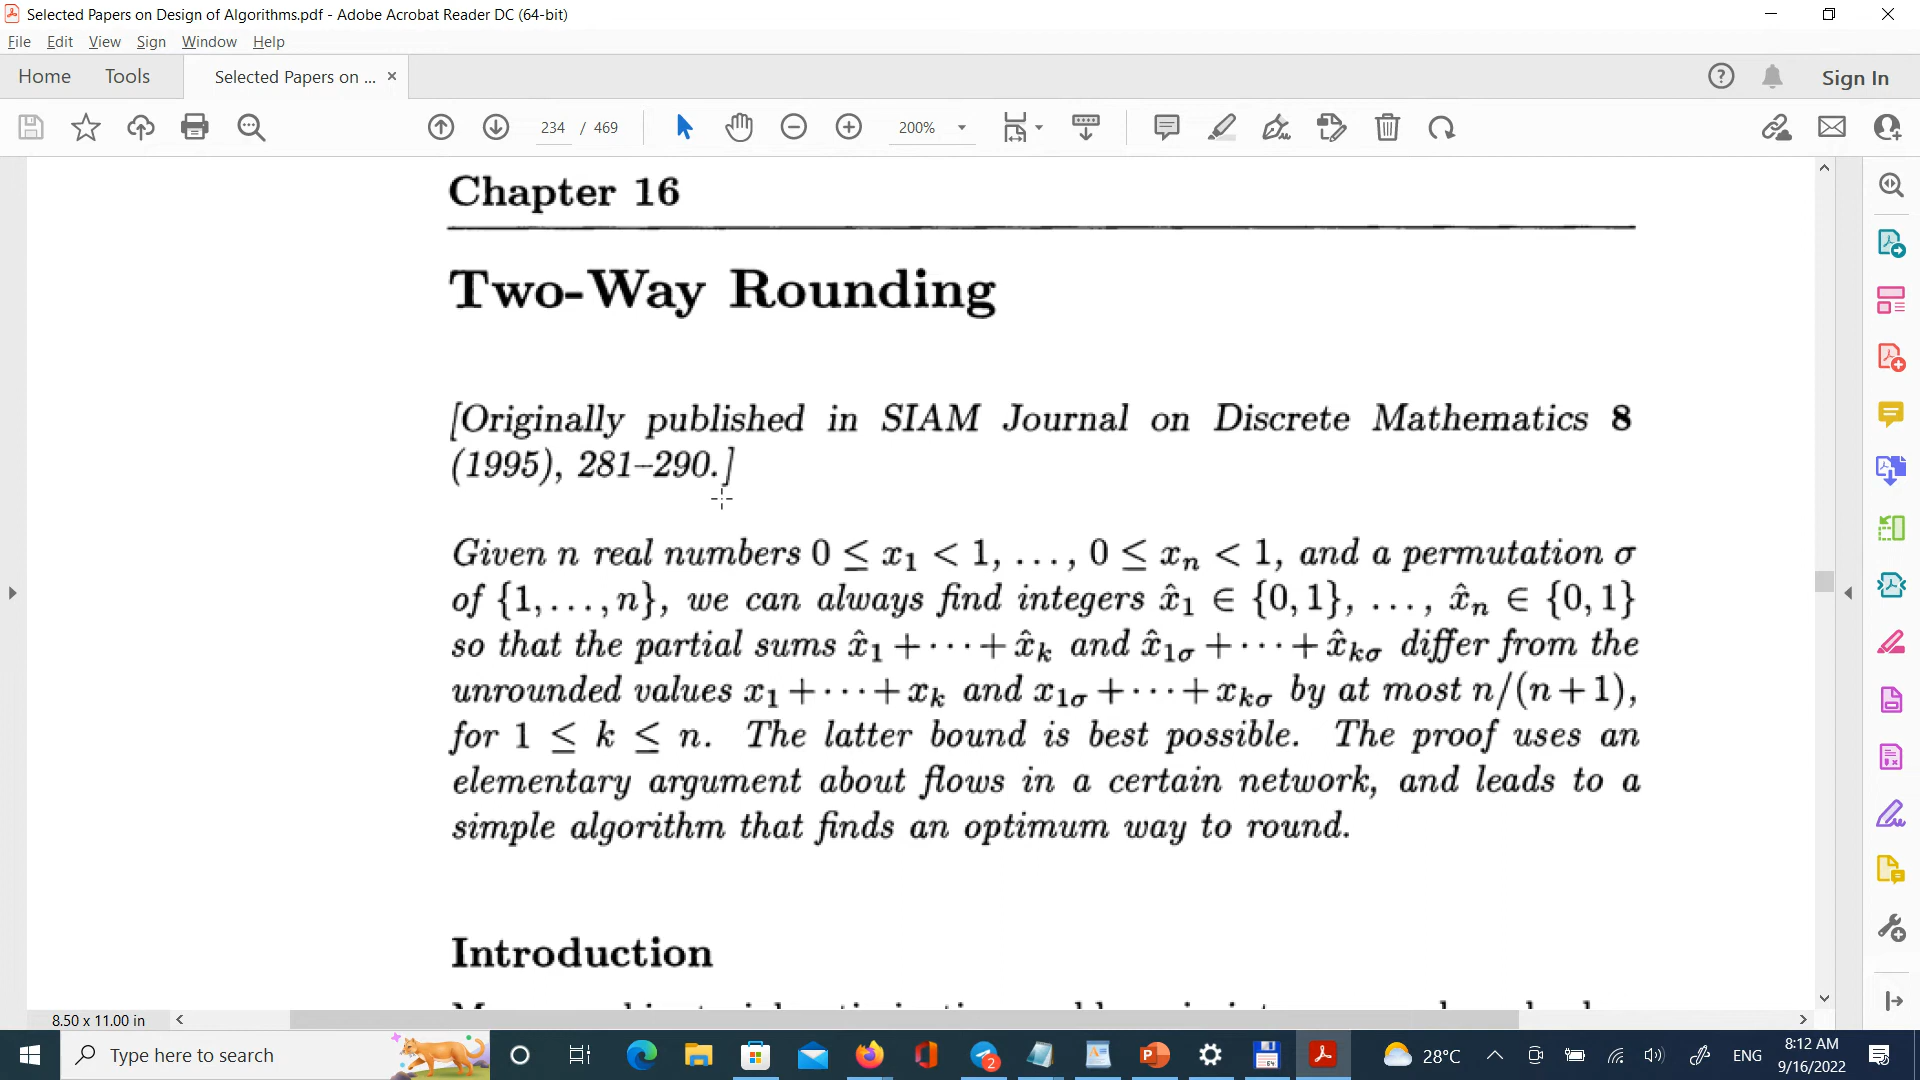 Selected Papers on Design of Algorithms.pdf - Adobe Acrobat Reader DC (64-bit)
File Edit View Sign Window Help
Home Tools Selected Papers on ... × Sign In
234 / 469 200%
Chapter 16
Two-Way Rounding
[Originally published in SIAM Journal on Discrete Mathematics 8
(1995), 281–290.]
Given n real numbers 0 ≤ x₁ < 1, ..., 0 ≤ xₙ < 1, and a permutation σ
of {1,...,n}, we can always find integers x̂₁ ∈ {0,1}, ..., x̂ₙ ∈ {0,1}
so that the partial sums x̂₁ + ··· + x̂ₖ and x̂₁σ + ··· + x̂ₖσ differ from the
unrounded values x₁ + ··· + xₖ and x₁σ + ··· + xₖσ by at most n/(n+1),
for 1 ≤ k ≤ n. The latter bound is best possible. The proof uses an
elementary argument about flows in a certain network, and leads to a
simple algorithm that finds an optimum way to round.
Introduction
8.50 x 11.00 in
Type here to search 2 28°C ENG 8:12 AM
9/16/2022